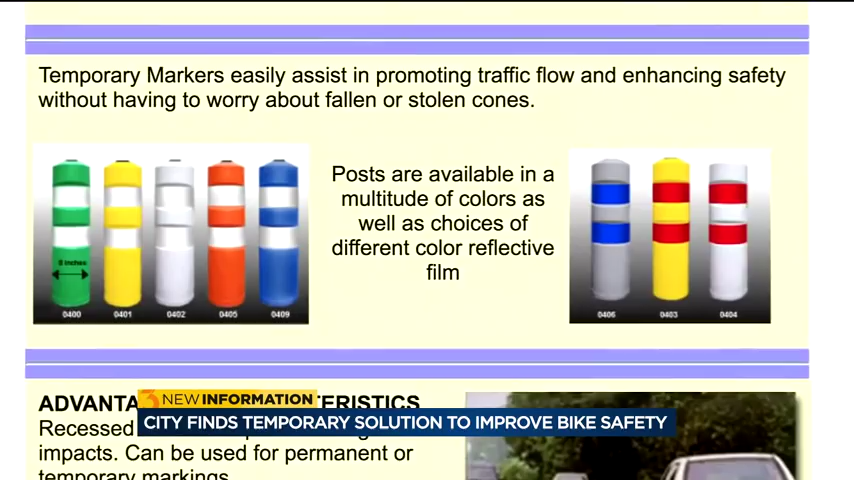 Temporary Markers easily assist in promoting traffic flow and enhancing safety
without having to worry about fallen or stolen cones.
Posts are available in a
multitude of colors as
well as choices of
different color reflective
film
8 inches
0400 0401 0402 0405 0409
0406 0403 0404
ADVANTA TERISTICS
Recessed
impacts. Can be used for permanent or
temporary markings
3 NEW INFORMATION
CITY FINDS TEMPORARY SOLUTION TO IMPROVE BIKE SAFETY